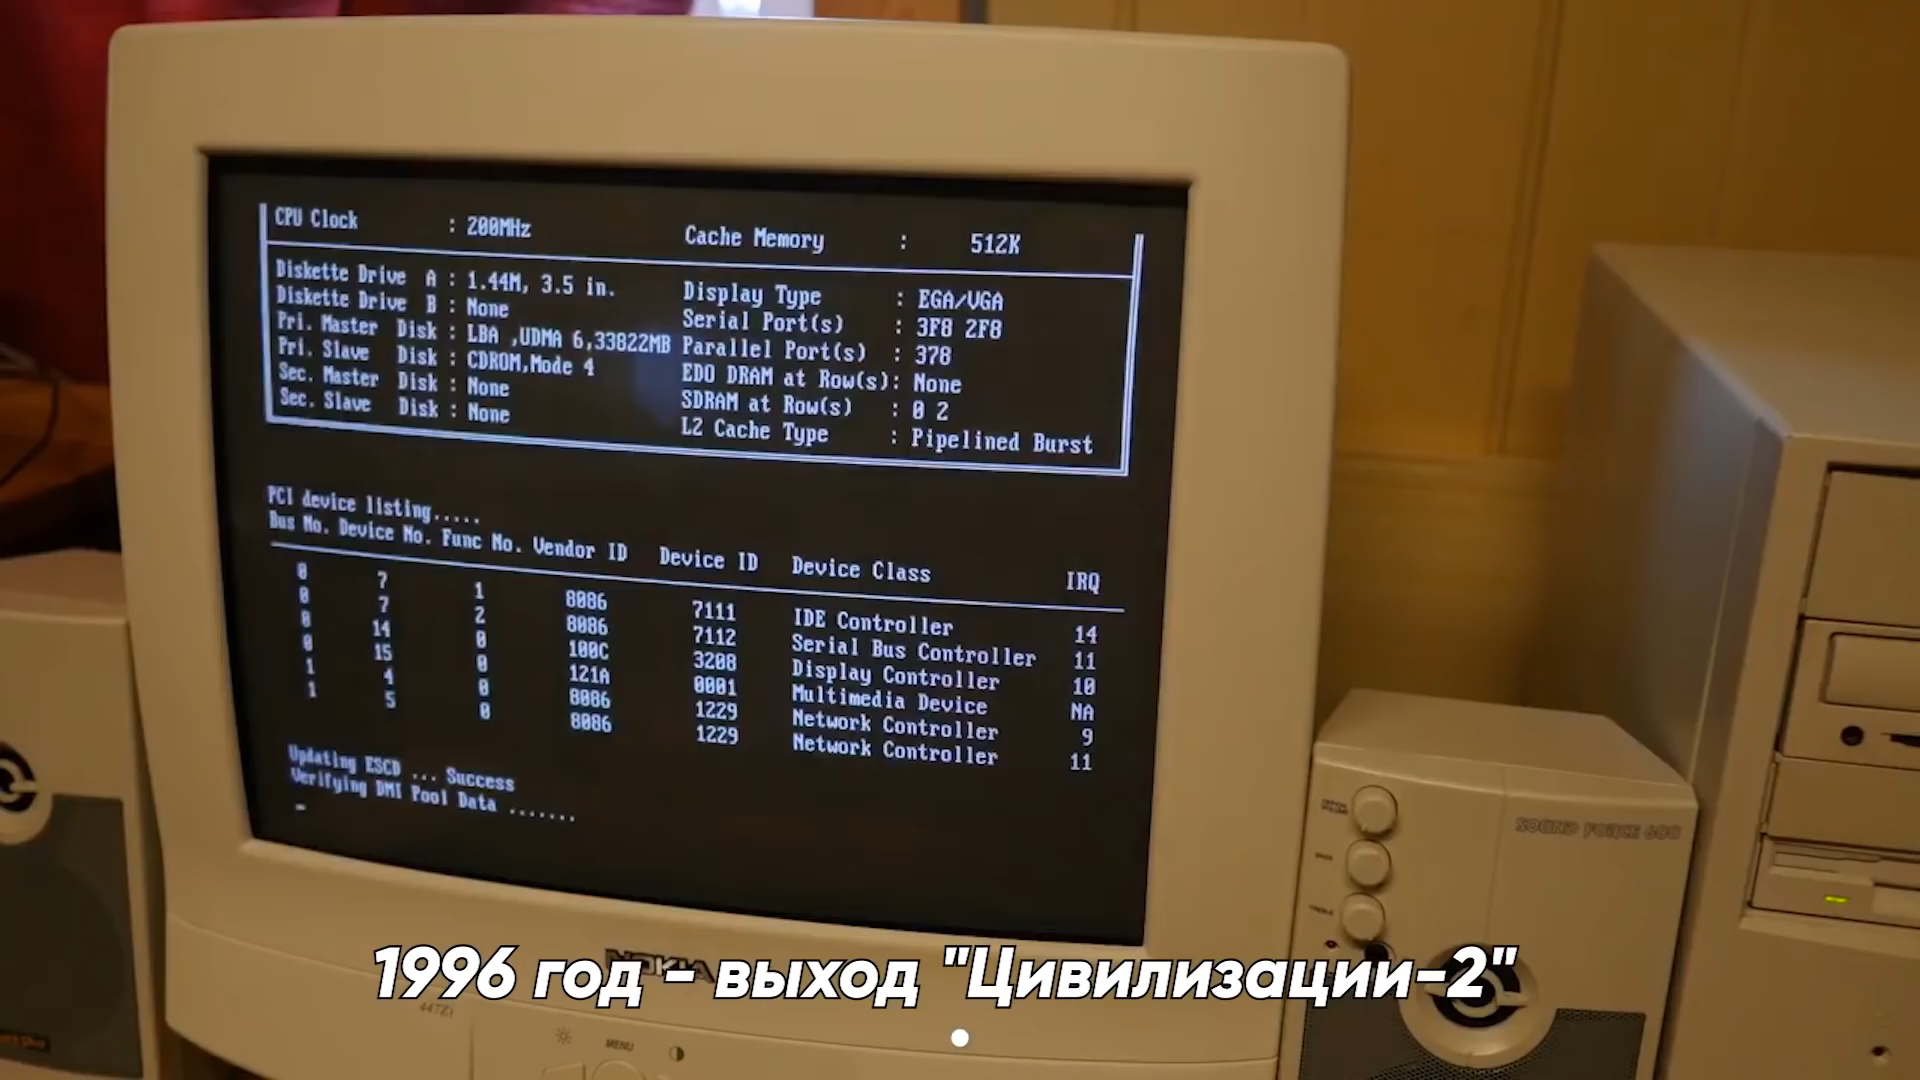 CPU Clock : 200MHz Cache Memory : 512K
Diskette Drive A : 1.44M, 3.5 in. Display Type : EGA/VGA
Diskette Drive B : None Serial Port(s) : 3F8 2F8
Pri. Master Disk : LBA ,UDMA 6,33822MB Parallel Port(s) : 378
Pri. Slave Disk : CDROM,Mode 4 EDO DRAM at Row(s): None
Sec. Master Disk : None SDRAM at Row(s) : 0 2
Sec. Slave Disk : None L2 Cache Type : Pipelined Burst
PCI device listing.....
Bus No. Device No. Func No. Vendor ID Device ID Device Class IRQ
0 7 1 8086 7111 IDE Controller 14
0 7 2 8086 7112 Serial Bus Controller 11
0 14 0 100C 3208 Display Controller 10
0 15 0 121A 0001 Multimedia Device NA
1 4 0 8086 1229 Network Controller 9
1 5 0 8086 1229 Network Controller 11
Updating ESCD ... Success
Verifying DMI Pool Data .......
NOKIA
1996 год - выход "Цивилизации-2"
MENU
SOUND FORCE 600